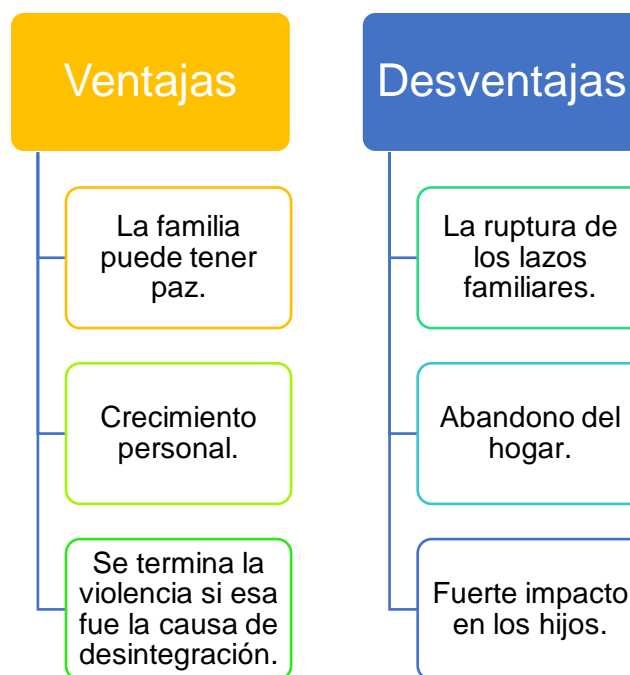 Ventajas
La familia
puede tener
paz.
Crecimiento
personal.
Se termina la
violencia si esa
fue la causa de
desintegración.
Desventajas
La ruptura de
los lazos
familiares.
Abandono del
hogar.
Fuerte impacto
en los hijos.